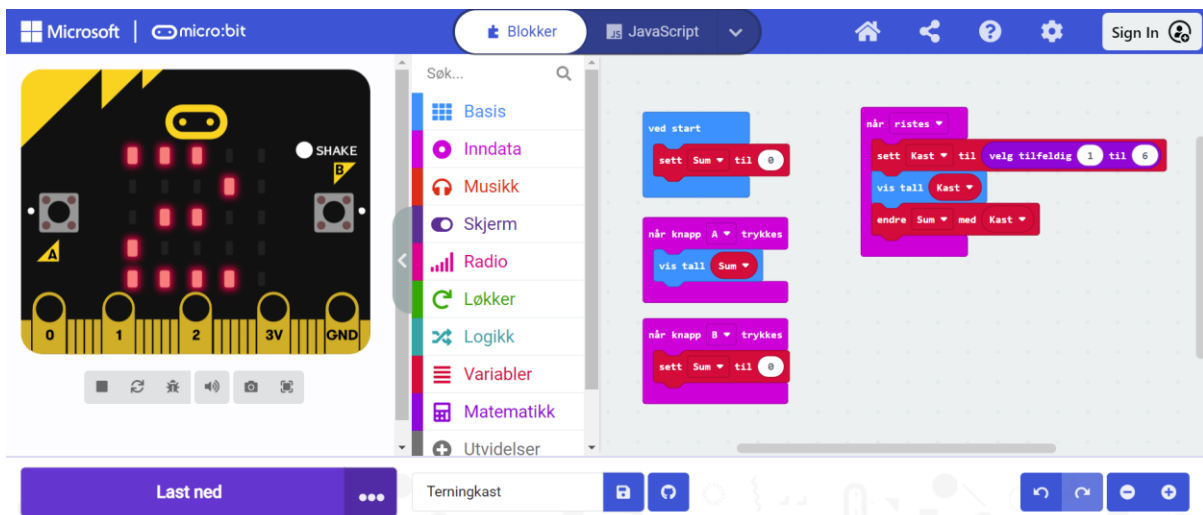 Microsoft | micro:bit
Blokker
JavaScript
Sign In
SHAKE
B
A
0 1 2 3V GND
Søk...
Basis
Inndata
Musikk
Skjerm
Radio
Løkker
Logikk
Variabler
Matematikk
Utvidelser
ved start
sett Sum til 0
når knapp A trykkes
vis tall Sum
når knapp B trykkes
sett Sum til 0
når ristes
sett Kast til velg tilfeldig 1 til 6
vis tall Kast
endre Sum med Kast
Last ned
Terningkast